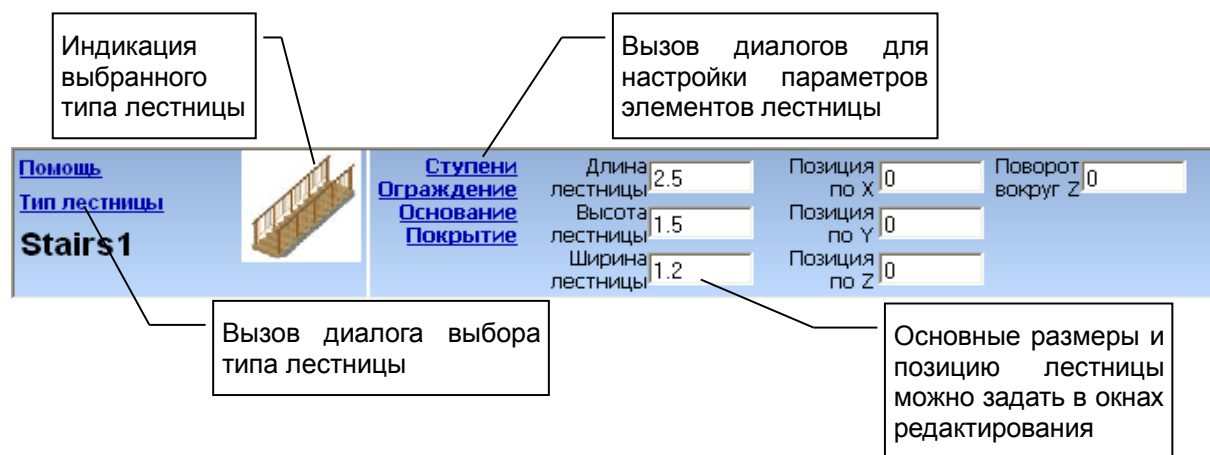 Индикация
выбранного
типа лестницы
Вызов диалогов для
настройки параметров
элементов лестницы
Помощь
Тип лестницы
Stairs1
Ступени
Ограждение
Основание
Покрытие
Длина
лестницы 2.5
Высота
лестницы 1.5
Ширина
лестницы 1.2
Позиция
по X 0
Позиция
по Y 0
Позиция
по Z 0
Поворот
вокруг Z 0
Вызов диалога выбора
типа лестницы
Основные размеры и
позицию лестницы
можно задать в окнах
редактирования